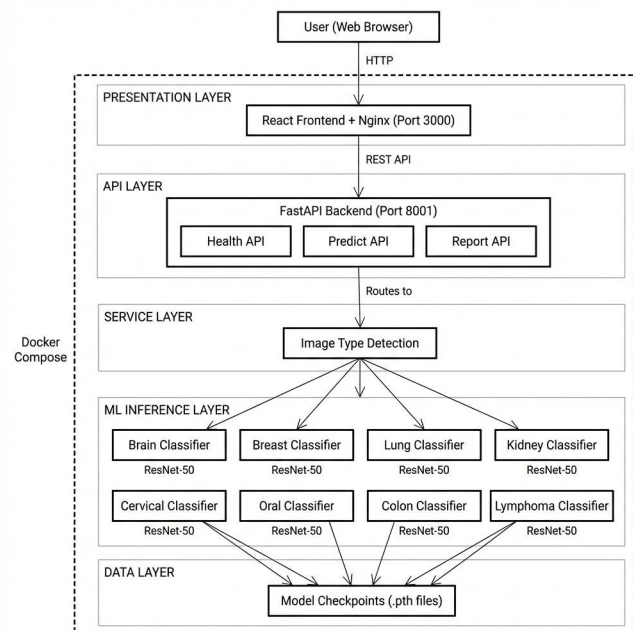 User (Web Browser)
HTTP
PRESENTATION LAYER
React Frontend + Nginx (Port 3000)
REST API
API LAYER
FastAPI Backend (Port 8001)
Health API
Predict API
Report API
Routes to
SERVICE LAYER
Image Type Detection
Docker
Compose
ML INFERENCE LAYER
Brain Classifier
Breast Classifier
Lung Classifier
Kidney Classifier
ResNet-50
ResNet-50
ResNet-50
ResNet-50
Cervical Classifier
Oral Classifier
Colon Classifier
Lymphoma Classifier
ResNet-50
ResNet-50
ResNet-50
ResNet-50
DATA LAYER
Model Checkpoints (.pth files)